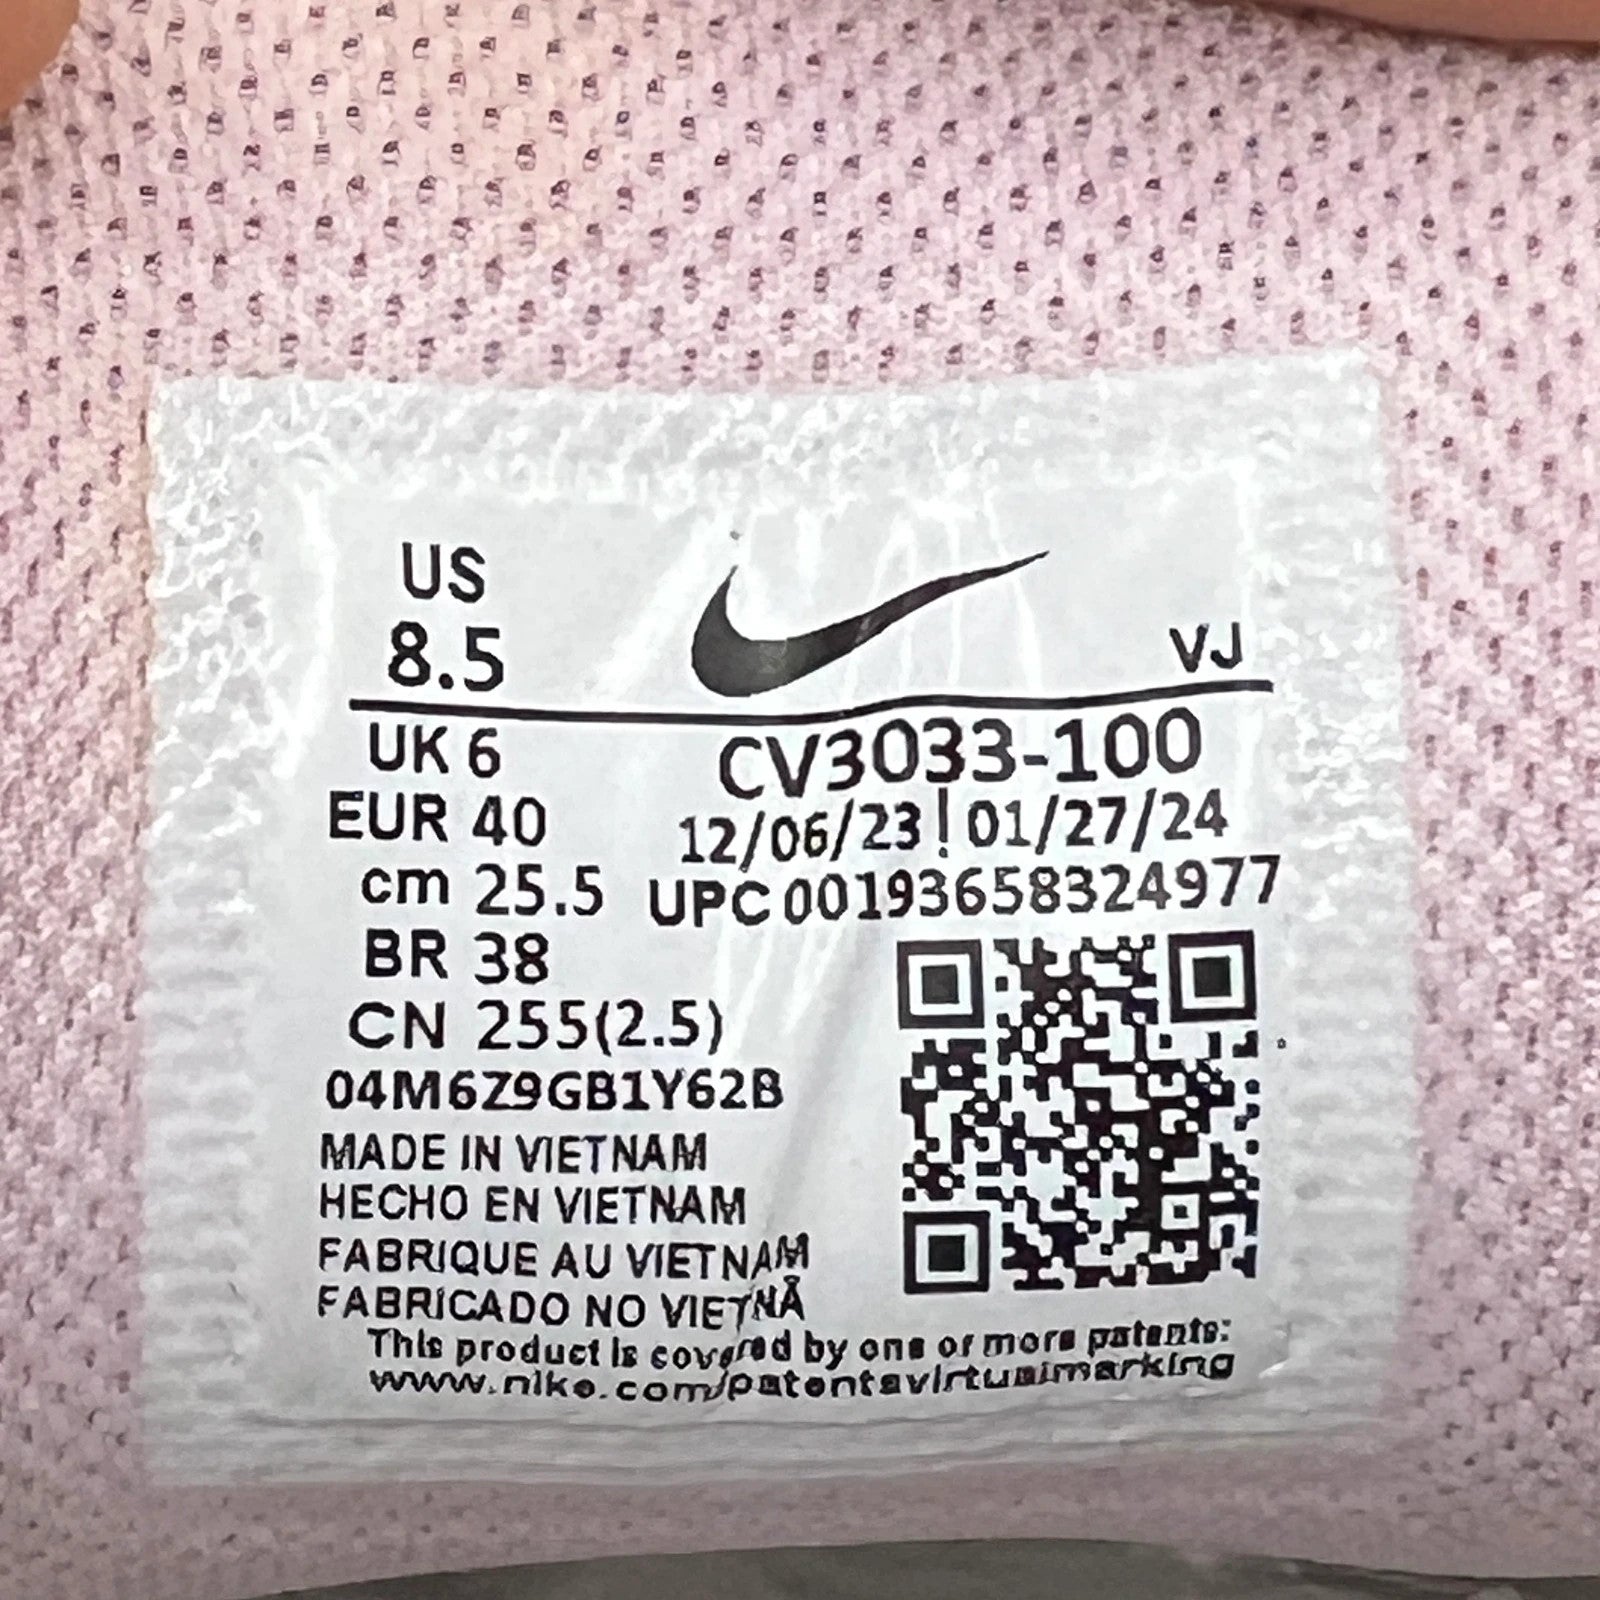 US
8.5
VJ
UK 6
CV3033-100
EUR 40
12/06/23 ! 01/27/24
cm 25.5
UPC 00193658324977
BR 38
CN 255(2.5)
04M6Z9GB1Y62B
MADE IN VIETNAM
HECHO EN VIETNAM
FABRIQUE AU VIETNAM
FABRICADO NO VIETNÃ
This product is covered by one or more patents:
www.nike.com/patentsvirtualmarking